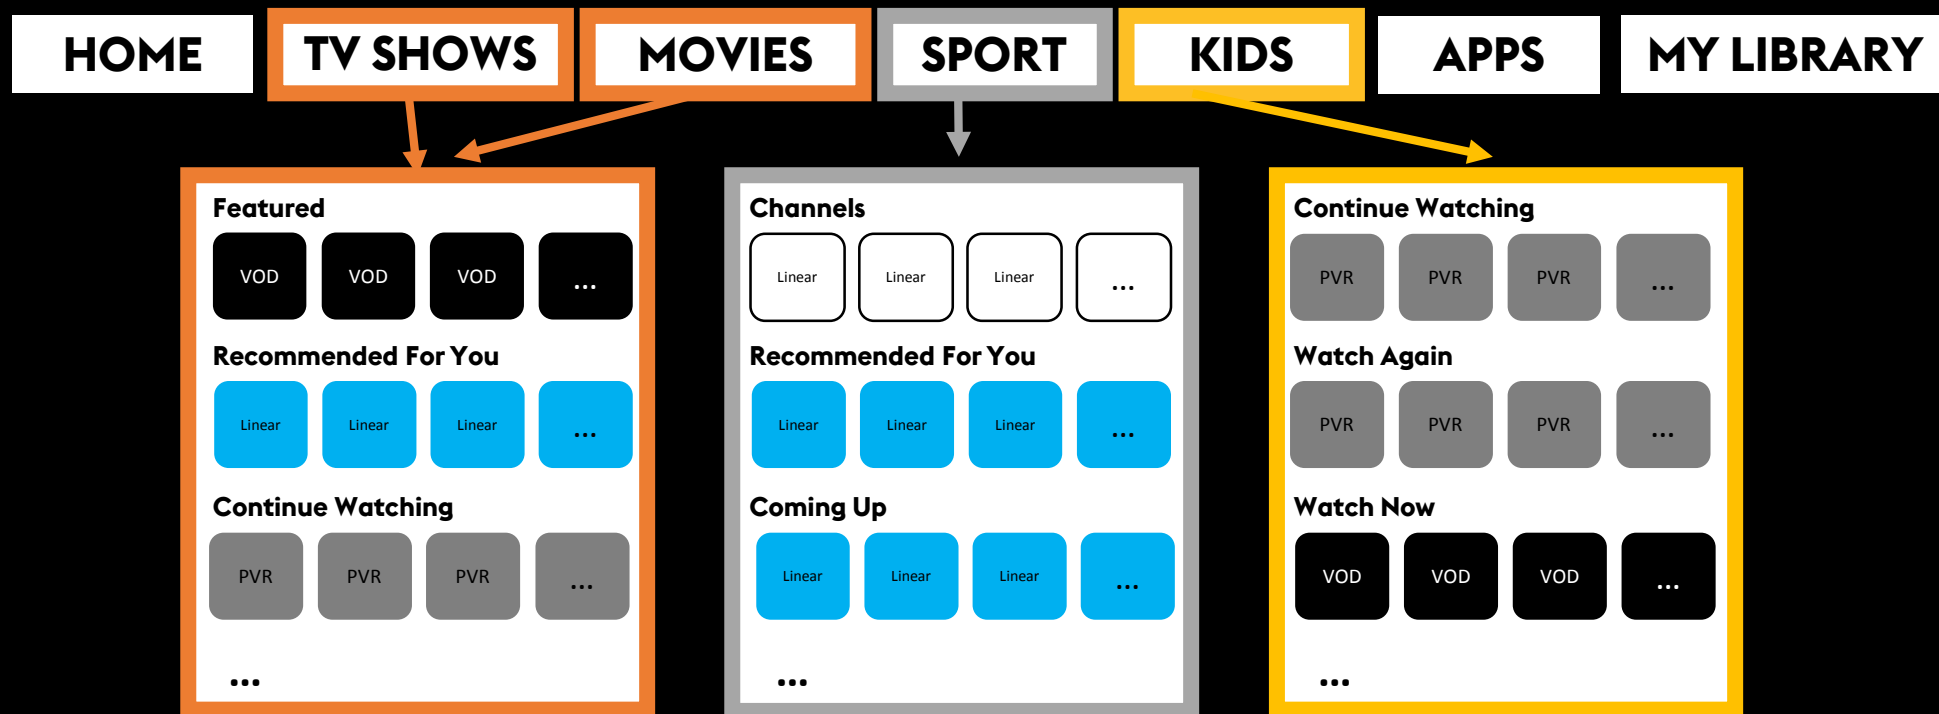 HOME TV SHOWS MOVIES SPORT KIDS APPS MY LIBRARY
Featured
VOD VOD VOD ...
Recommended For You
Linear Linear Linear ...
Continue Watching
PVR PVR PVR ...
...
Channels
Linear Linear Linear ...
Recommended For You
Linear Linear Linear ...
Coming Up
Linear Linear Linear ...
...
Continue Watching
PVR PVR PVR ...
Watch Again
PVR PVR PVR ...
Watch Now
VOD VOD VOD ...
...